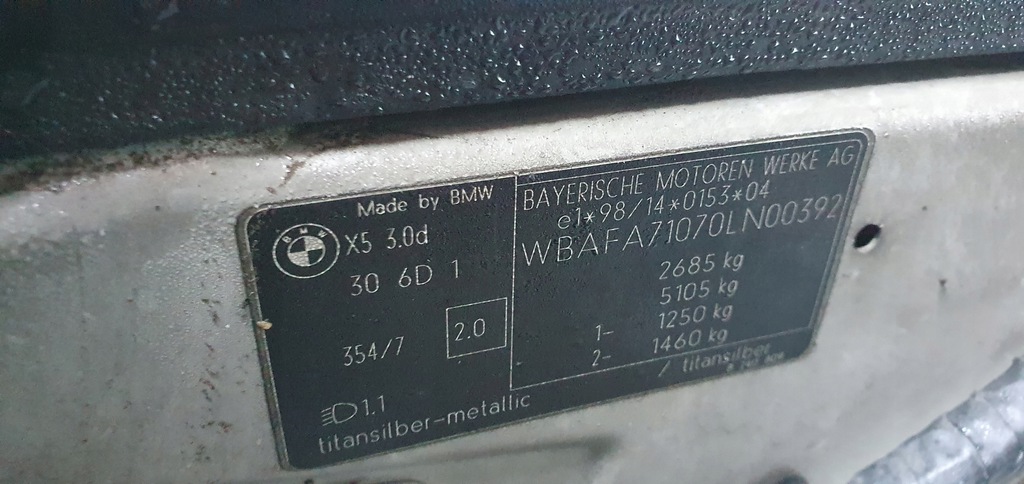 Made by BMW
BMW
X5 3.0d
30 6D 1
354/7
2.0
1.1
titansilber-metallic
BAYERISCHE MOTOREN WERKE AG
e1*98/14*0153*04
WBAFA71070LN00392
2685 kg
5105 kg
1- 1250 kg
2- 1460 kg
/ titansilber